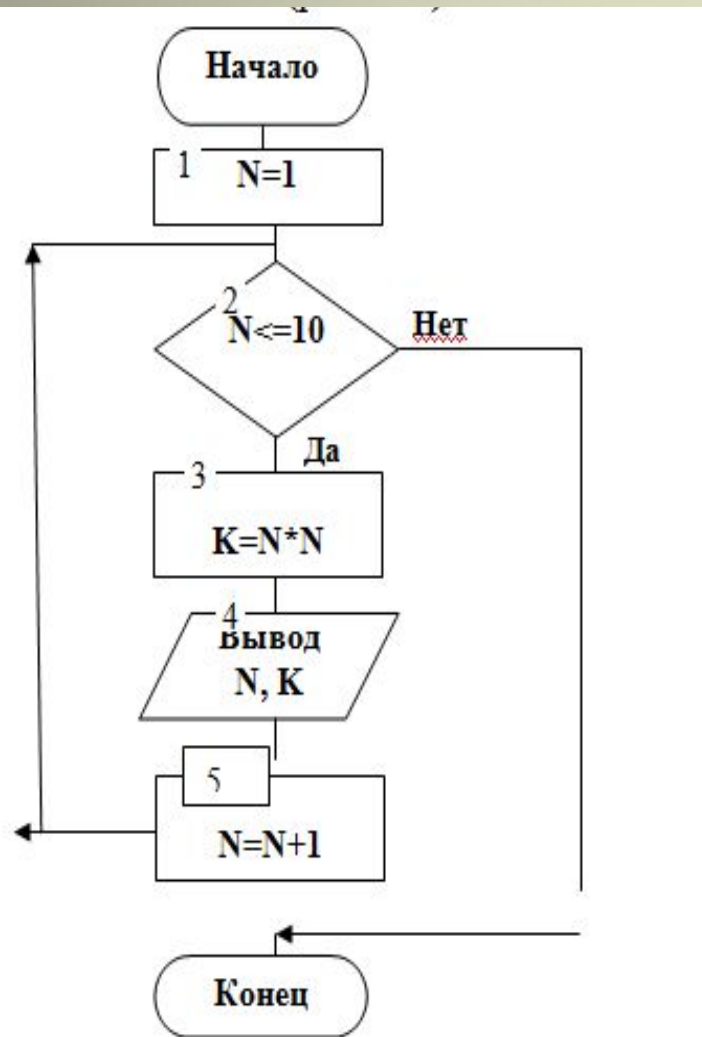 Начало
1
N=1
2
N<=10
Нет
Да
3
K=N*N
4
Вывод
N, K
5
N=N+1
Конец